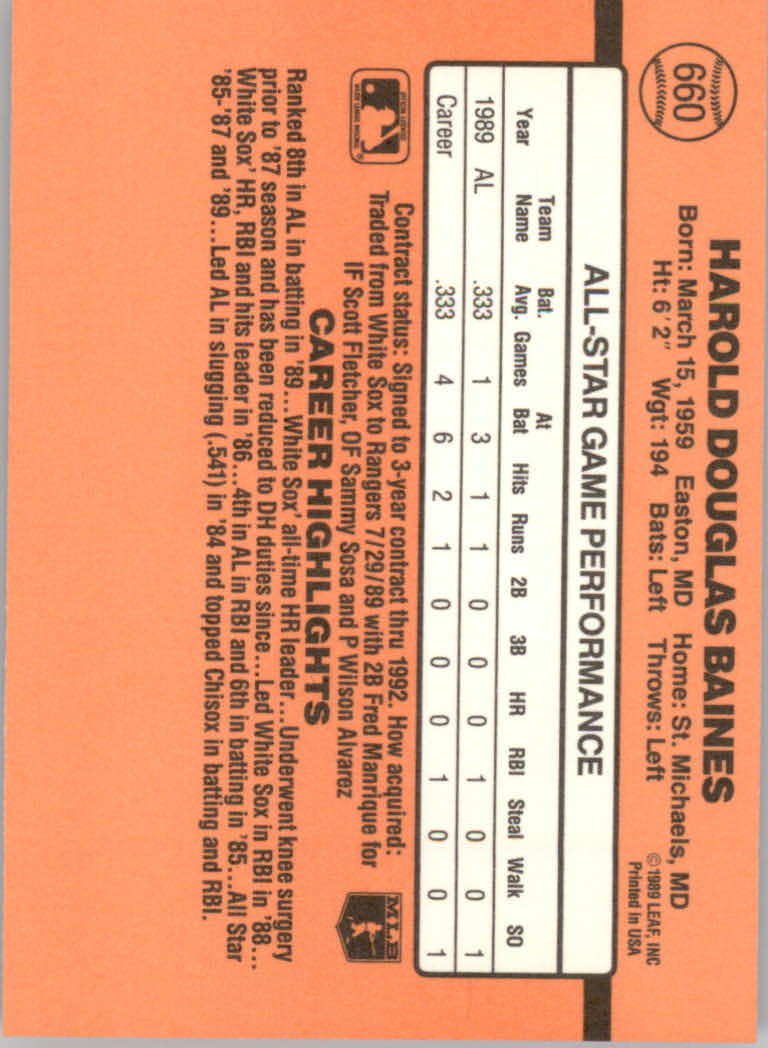 660
HAROLD DOUGLAS BAINES
Born: March 15, 1959 Easton, MD Home: St. Michaels, MD
Ht: 6'2" Wgt: 194 Bats: Left Throws: Left
© 1989 LEAF, INC
Printed in USA
ALL-STAR GAME PERFORMANCE
Year Team Name Bat. Avg. Games At Bat Hits Runs 2B 3B HR RBI Steal Walk SO
1989 AL .333 1 3 1 1 0 0 0 1 0 0 1
Career .333 4 6 2 1 0 0 0 1 0 0 1
Contract status: Signed to 3-year contract thru 1992. How acquired:
Traded from White Sox to Rangers 7/29/89 with 2B Fred Manrique for
IF Scott Fletcher, OF Sammy Sosa and P Wilson Alvarez
MLB
CAREER HIGHLIGHTS
Ranked 8th in AL in batting in '89...White Sox' all-time HR leader...Underwent knee surgery
prior to '87 season and has been reduced to DH duties since...Led White Sox in RBI in '88...
White Sox' HR, RBI and hits leader in '86...4th in AL in RBI and 6th in batting in '85...All Star
'85-'87 and '89...Led AL in slugging (.541) in '84 and topped Chisox in batting and RBI.